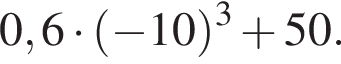 0,6 · (−10)³ + 50.